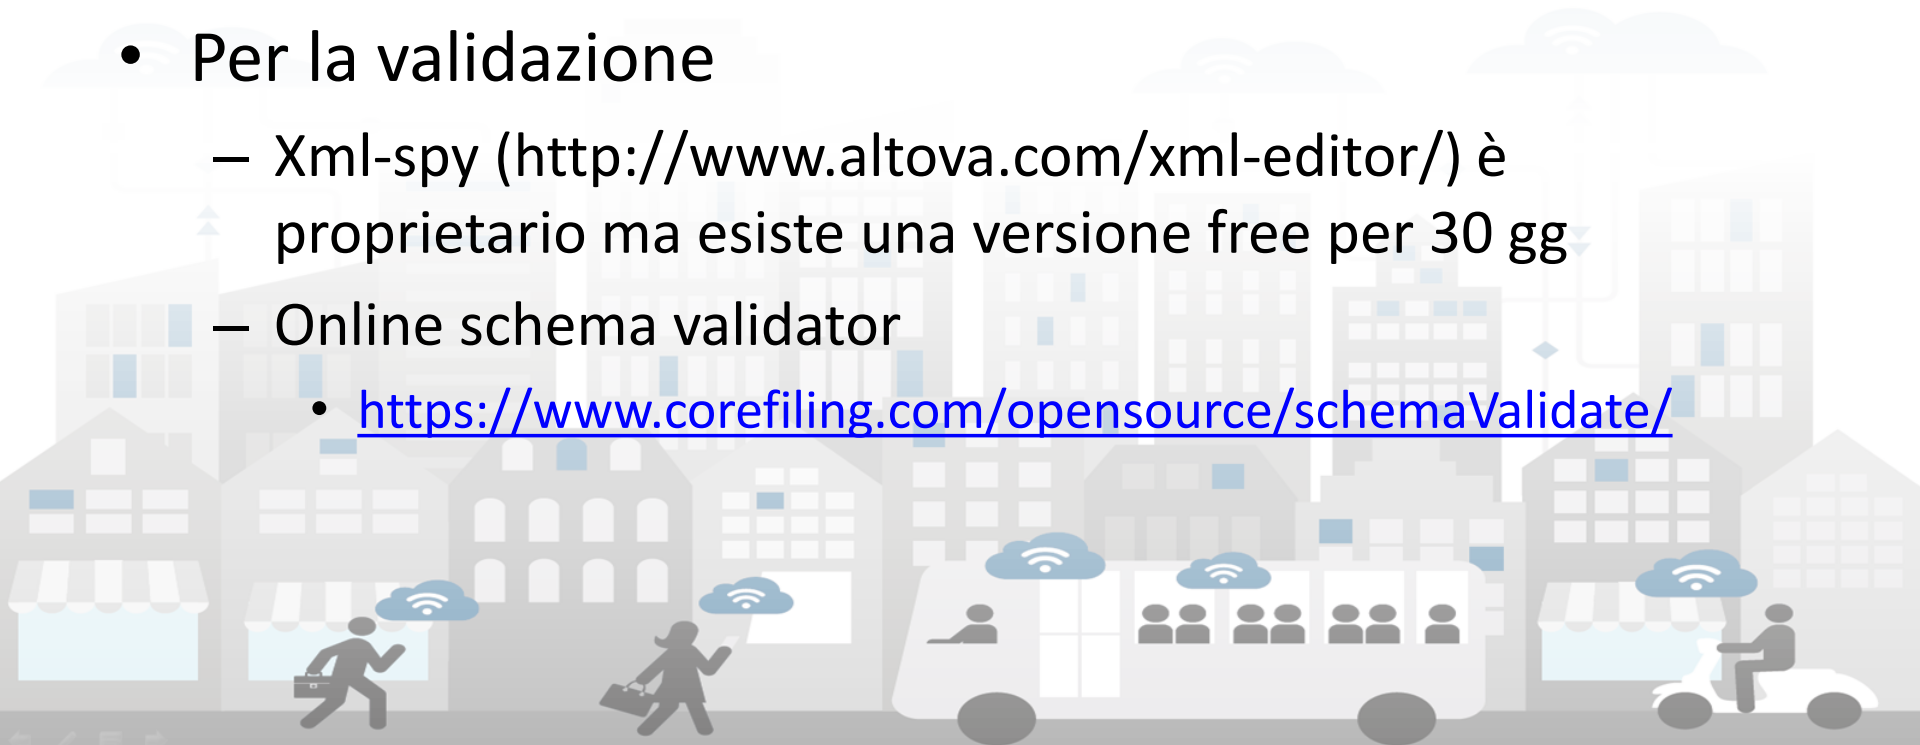 • Per la validazione
– Xml-spy (http://www.altova.com/xml-editor/) è
proprietario ma esiste una versione free per 30 gg
– Online schema validator
• https://www.corefiling.com/opensource/schemaValidate/